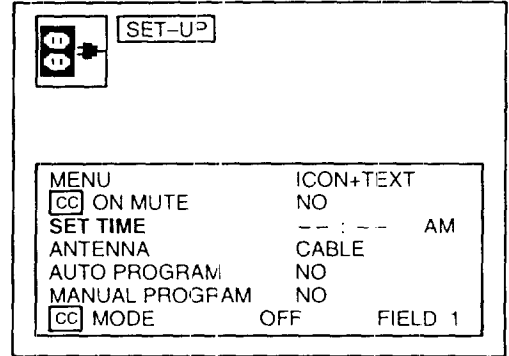 SET-UP
MENU ICON+TEXT
CC ON MUTE NO
SET TIME -- : -- AM
ANTENNA CABLE
AUTO PROGRAM NO
MANUAL PROGRAM NO
CC MODE OFF FIELD 1